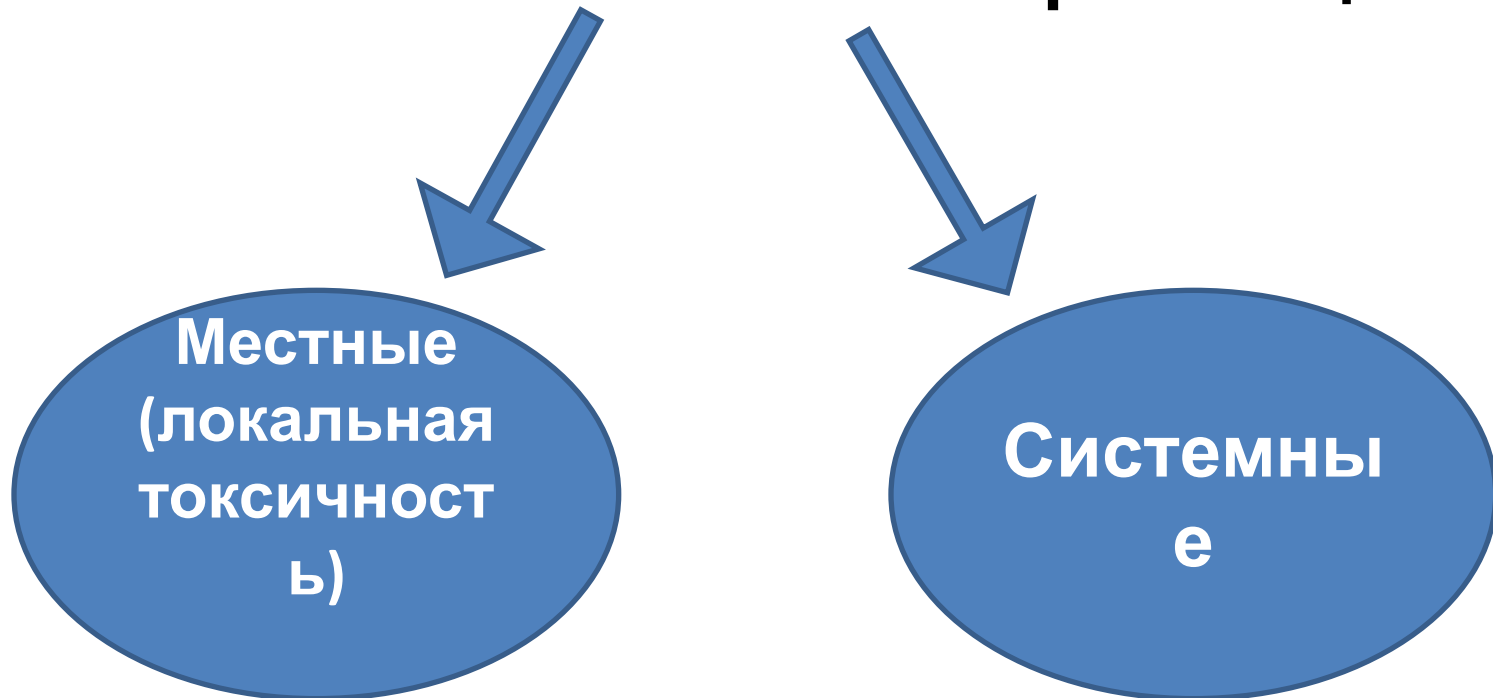 Местные
(локальная
токсичност
ь)
Системны
е